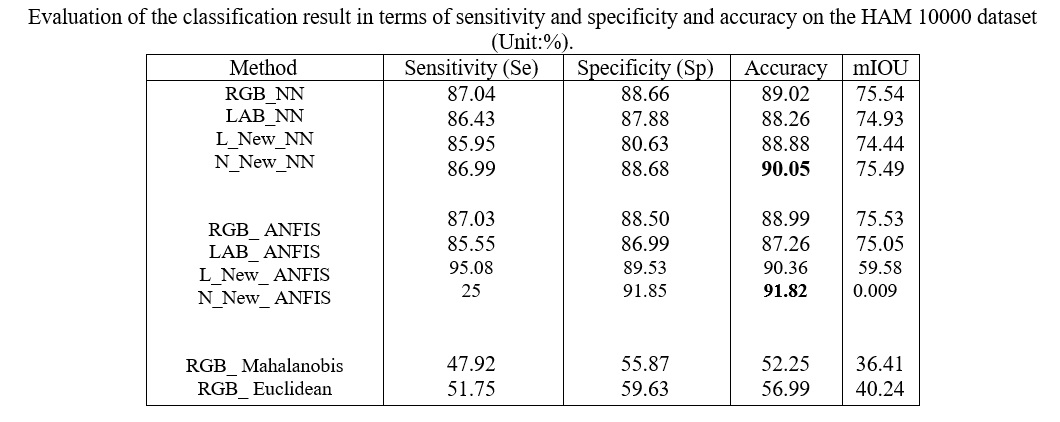 Evaluation of the classification result in terms of sensitivity and specificity and accuracy on the HAM 10000 dataset
(Unit:%).
Method Sensitivity (Se) Specificity (Sp) Accuracy mIOU
RGB_NN 87.04 88.66 89.02 75.54
LAB_NN 86.43 87.88 88.26 74.93
L_New_NN 85.95 80.63 88.88 74.44
N_New_NN 86.99 88.68 90.05 75.49
RGB_ ANFIS 87.03 88.50 88.99 75.53
LAB_ ANFIS 85.55 86.99 87.26 75.05
L_New_ ANFIS 95.08 89.53 90.36 59.58
N_New_ ANFIS 25 91.85 91.82 0.009
RGB_ Mahalanobis 47.92 55.87 52.25 36.41
RGB_ Euclidean 51.75 59.63 56.99 40.24